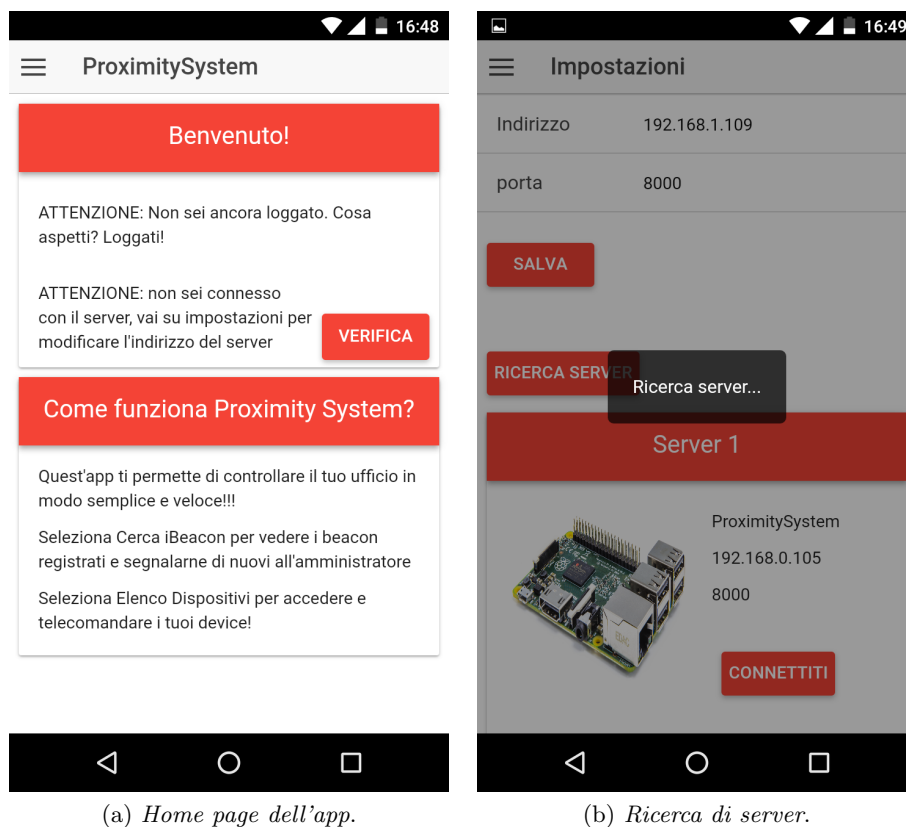 16:48
ProximitySystem
Benvenuto!
ATTENZIONE: Non sei ancora loggato. Cosa
aspetti? Loggati!
ATTENZIONE: non sei connesso
con il server, vai su impostazioni per
modificare l'indirizzo del server
VERIFICA
Come funziona Proximity System?
Quest'app ti permette di controllare il tuo ufficio in
modo semplice e veloce!!!
Seleziona Cerca iBeacon per vedere i beacon
registrati e segnalarne di nuovi all'amministratore
Seleziona Elenco Dispositivi per accedere e
telecomandare i tuoi device!
(a) Home page dell'app.
16:49
Impostazioni
Indirizzo 192.168.1.109
porta 8000
SALVA
RICERCA SERVER
Ricerca server...
Server 1
ProximitySystem
192.168.0.105
8000
CONNETTITI
(b) Ricerca di server.